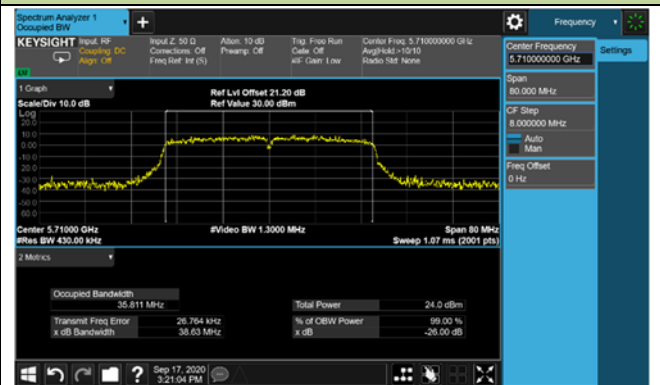 Spectrum Analyzer 1
Occupied BW
Frequency
KEYSIGHT
Input: RF
Coupling: DC
Align: Off
Input Z: 50 Ω
Corrections: Off
Freq Ref: Int (S)
Atten: 10 dB
Preamp: Off
Trig: Free Run
Gate: Off
#IF Gain: Low
Center Freq: 5.710000000 GHz
Avg|Hold:>10/10
Radio Std: None
Center Frequency
5.710000000 GHz
Settings
Span
80.000 MHz
CF Step
8.000000 MHz
Auto
Man
Freq Offset
0 Hz
1 Graph
Scale/Div 10.0 dB
Ref Lvl Offset 21.20 dB
Ref Value 30.00 dBm
Log
20.0
10.0
0.00
-10.0
-20.0
-30.0
-40.0
-50.0
-60.0
Center 5.71000 GHz
#Res BW 430.00 kHz
#Video BW 1.3000 MHz
Span 80 MHz
Sweep 1.07 ms (2001 pts)
2 Metrics
Occupied Bandwidth
35.811 MHz
Total Power 24.0 dBm
Transmit Freq Error 26.764 kHz
% of OBW Power 99.00 %
x dB Bandwidth 38.63 MHz
x dB -26.00 dB
Sep 17, 2020
3:21:04 PM